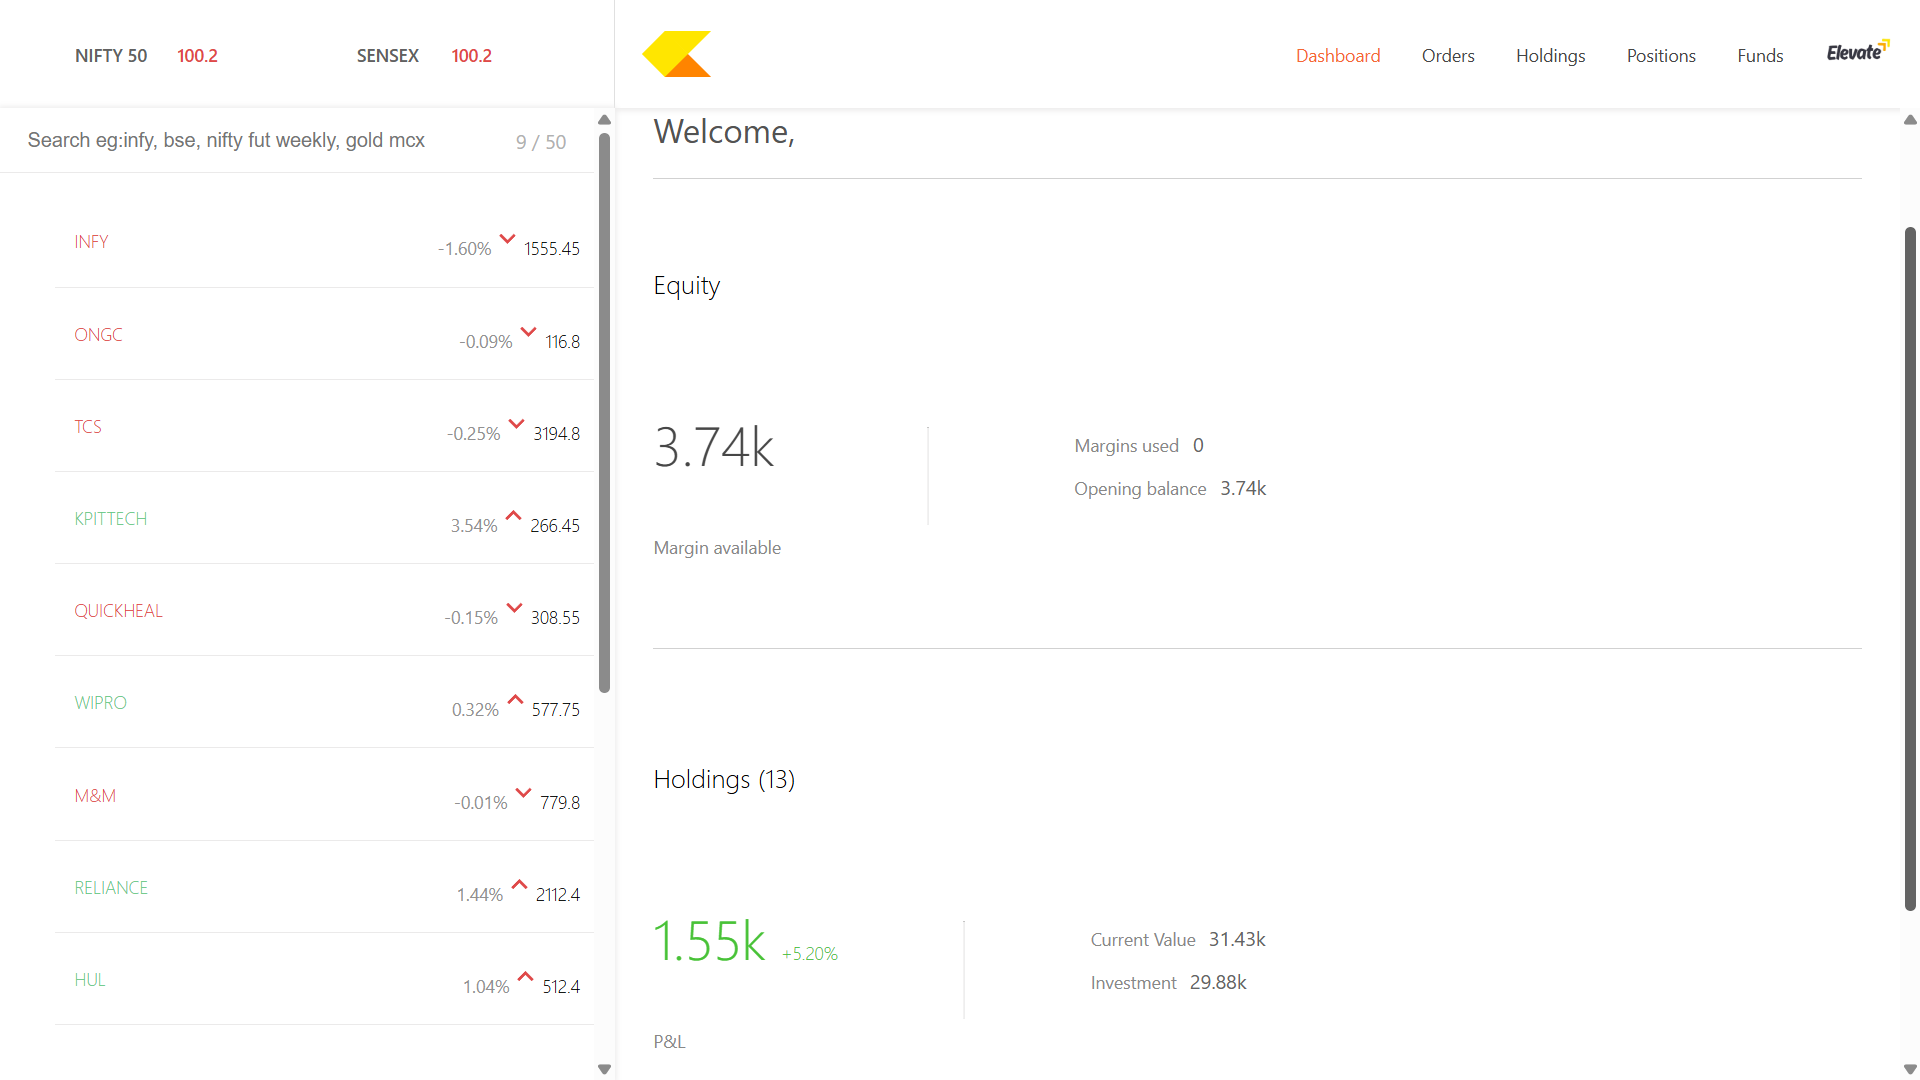 NIFTY 50 100.2 SENSEX 100.2
Dashboard Orders Holdings Positions Funds Elevate
Search eg:infy, bse, nifty fut weekly, gold mcx 9 / 50
INFY -1.60% 1555.45
ONGC -0.09% 116.8
TCS -0.25% 3194.8
KPITTECH 3.54% 266.45
QUICKHEAL -0.15% 308.55
WIPRO 0.32% 577.75
M&M -0.01% 779.8
RELIANCE 1.44% 2112.4
HUL 1.04% 512.4
Welcome,
Equity
3.74k
Margin available
Margins used 0
Opening balance 3.74k
Holdings (13)
1.55k +5.20%
P&L
Current Value 31.43k
Investment 29.88k